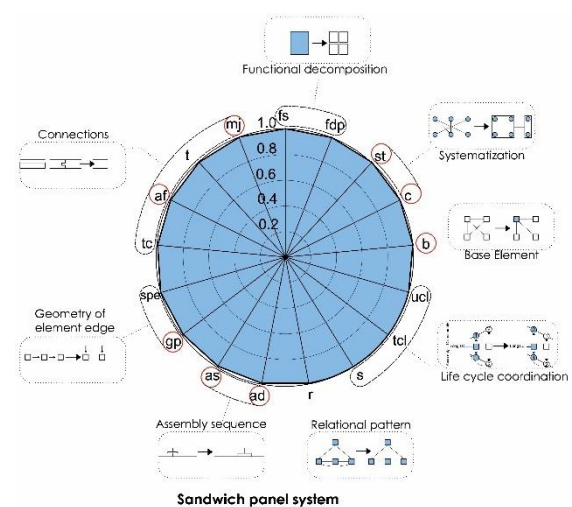 Functional decomposition
fs
fdp
mj
1.0
0.8
0.6
0.4
0.2
Connections
t
af
tc
st
c
Systematization
b
Base Element
ucl
tcl
s
Life cycle coordination
spe
gp
Geometry of
element edge
as
ad
r
Assembly sequence
Relational pattern
Sandwich panel system